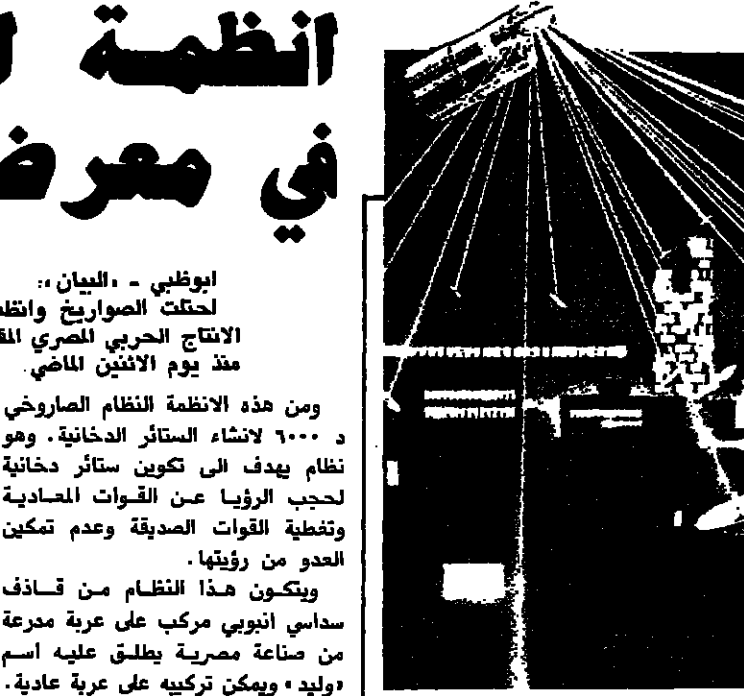 انظمة
في معرض
ابوظبي - «البيان»:
احتلت الصواريخ وانظم
الانتاج الحربي المصري
منذ يوم الاثنين الماضي.
ومن هذه الانظمة النظام الصاروخي
د ٦٠٠٠ لانشاء الستائر الدخانية. وهو
نظام يهدف الى تكوين ستائر دخانية
لحجب الرؤيا عن القوات المعادية
وتغطية القوات الصديقة وعدم تمكين
العدو من رؤيتها.
ويتكون هذا النظام من قاذف
سداسي انبوبي مركب على عربة مدرعة
من صناعة مصرية يطلق عليه اسم
«وليد» ويمكن تركيبه على عربة عادية.